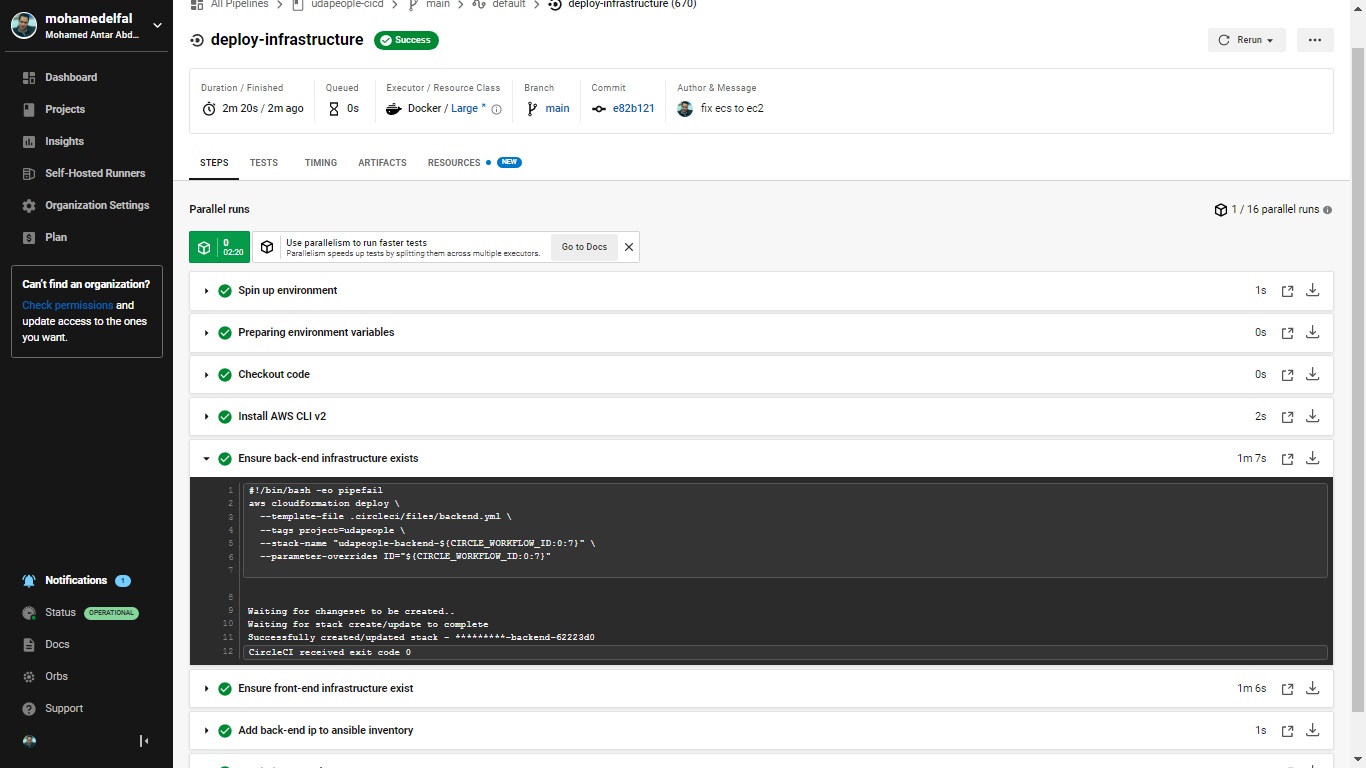 mohamedelfal
Mohamed Antar Abd...
Dashboard
Projects
Insights
Self-Hosted Runners
Organization Settings
Plan
Can't find an organization?
Check permissions and
update access to the ones
you want.
Notifications 1
Status OPERATIONAL
Docs
Orbs
Support
All Pipelines udapeople-cicd main default deploy-infrastructure (670)
deploy-infrastructure Success
Rerun
Duration / Finished Queued Executor / Resource Class Branch Commit Author & Message
2m 20s / 2m ago 0s Docker / Large * main e82b121 fix ecs to ec2
STEPS TESTS TIMING ARTIFACTS RESOURCES NEW
Parallel runs
1 / 16 parallel runs
0
02:20
Use parallelism to run faster tests
Parallelism speeds up tests by splitting them across multiple executors.
Go to Docs
Spin up environment 1s
Preparing environment variables 0s
Checkout code 0s
Install AWS CLI v2 2s
Ensure back-end infrastructure exists 1m 7s
1 #!/bin/bash -eo pipefail
2 aws cloudformation deploy \
3 --template-file .circleci/files/backend.yml \
4 --tags project=udapeople \
5 --stack-name "udapeople-backend-${CIRCLE_WORKFLOW_ID:0:7}" \
6 --parameter-overrides ID="${CIRCLE_WORKFLOW_ID:0:7}"
7
8
9 Waiting for changeset to be created..
10 Waiting for stack create/update to complete
11 Successfully created/updated stack - *********-backend-62223d0
12 CircleCI received exit code 0
Ensure front-end infrastructure exist 1m 6s
Add back-end ip to ansible inventory 1s